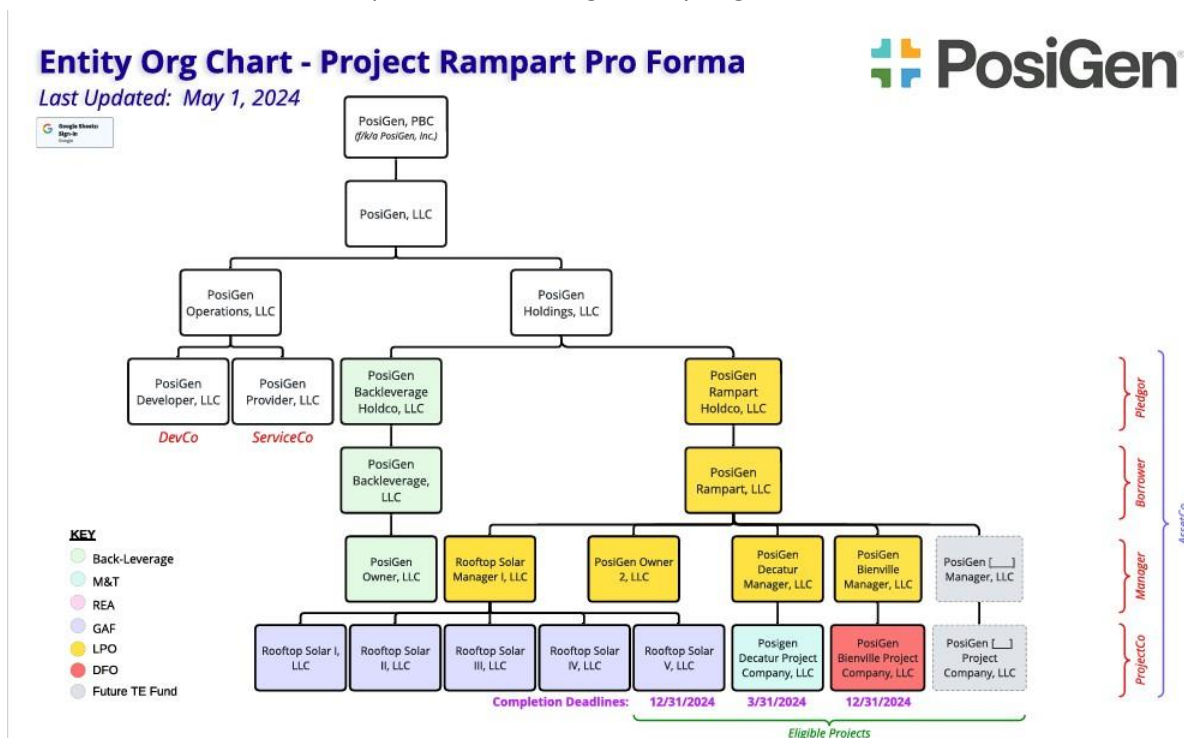 Entity Org Chart - Project Rampart Pro Forma
Last Updated: May 1, 2024
PosiGen
Google Sheets:
Sign-in
Google
PosiGen, PBC
(f/k/a PosiGen, Inc.)
PosiGen, LLC
PosiGen
Operations, LLC
PosiGen
Holdings, LLC
PosiGen
Developer, LLC
PosiGen
Provider, LLC
PosiGen
Backleverage
Holdco, LLC
PosiGen
Rampart
Holdco, LLC
Pledgor
DevCo
ServiceCo
PosiGen
Backleverage,
LLC
PosiGen
Rampart, LLC
Borrower
AssetCo
KEY
Back-Leverage
M&T
REA
GAF
LPO
DFO
Future TE Fund
PosiGen
Owner, LLC
Rooftop Solar
Manager I, LLC
PosiGen Owner
2, LLC
PosiGen
Decatur
Manager, LLC
PosiGen
Bienville
Manager, LLC
PosiGen [___]
Manager, LLC
Manager
Rooftop Solar I,
LLC
Rooftop Solar
II, LLC
Rooftop Solar
III, LLC
Rooftop Solar
IV, LLC
Rooftop Solar
V, LLC
Posigen
Decatur Project
Company, LLC
PosiGen
Bienville Project
Company, LLC
PosiGen [___]
Project
Company, LLC
ProjectCo
Completion Deadlines: 12/31/2024 3/31/2024 12/31/2024
Eligible Projects